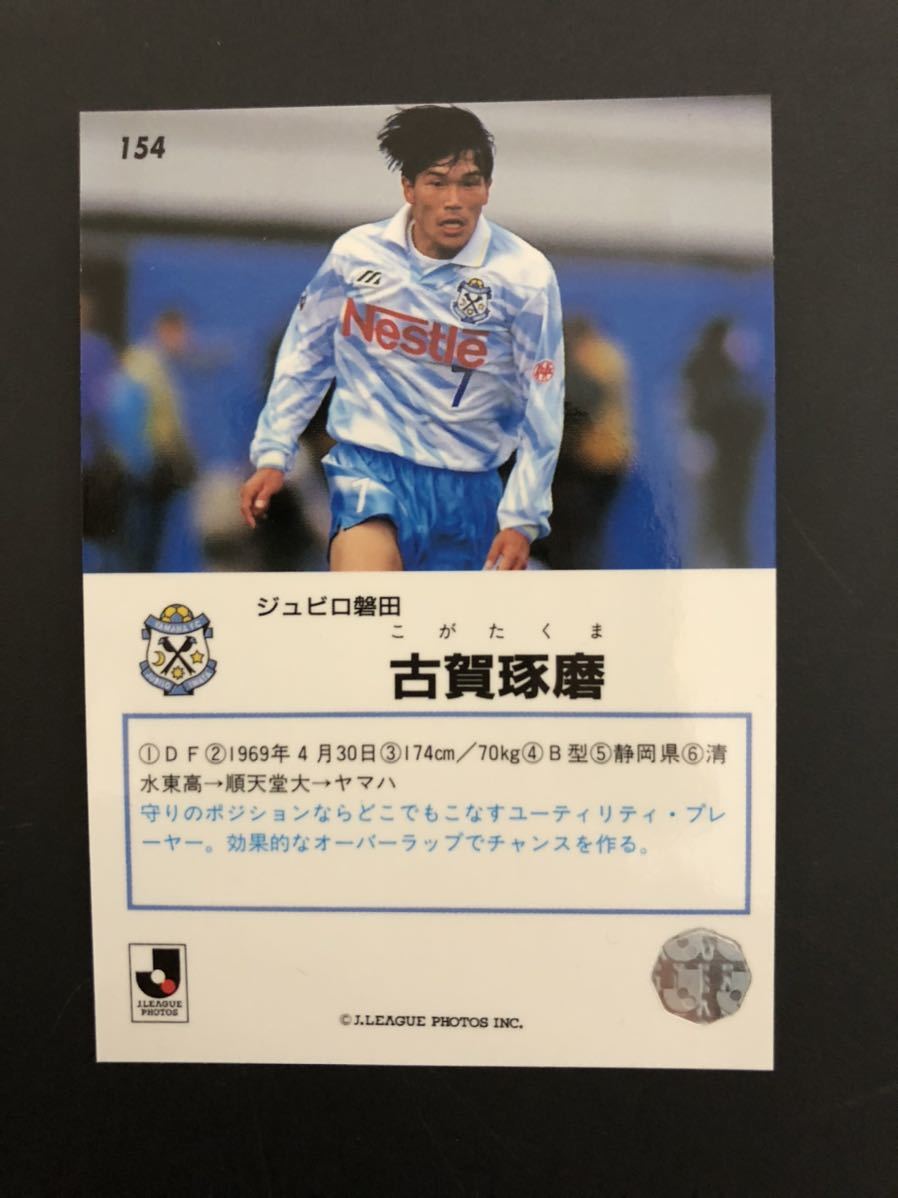 154
Nestlé
7
7
ジュビロ磐田
こがたくま
古賀琢磨
YAMAHA FC
JUBILO IWATA
①DF②1969年4月30日③174cm／70kg④B型⑤静岡県⑥清
水東高→順天堂大→ヤマハ
守りのポジションならどこでもこなすユーティリティ・プレ
ーヤー。効果的なオーバーラップでチャンスを作る。
J.LEAGUE
PHOTOS
©J.LEAGUE PHOTOS INC.